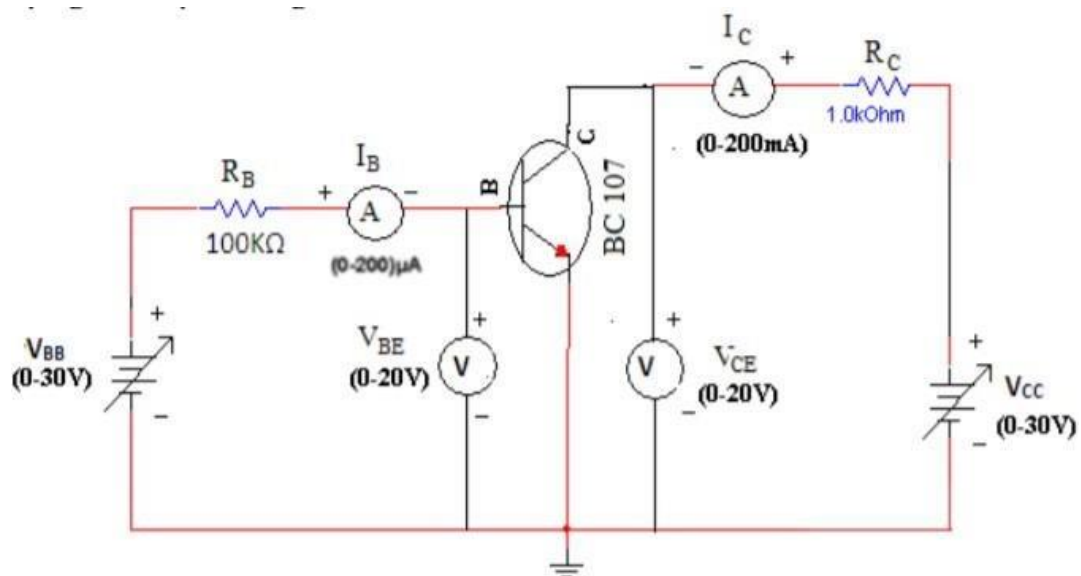 I_C
R_C
− A +
1.0kOhm
(0-200mA)
C
B
BC 107
I_B
R_B
+ A −
100KΩ
(0-200)µA
+
V_BB
(0-30V)
−
V_BE
(0-20V)
+
V
−
+
V
−
V_CE
(0-20V)
+
V_CC
(0-30V)
−